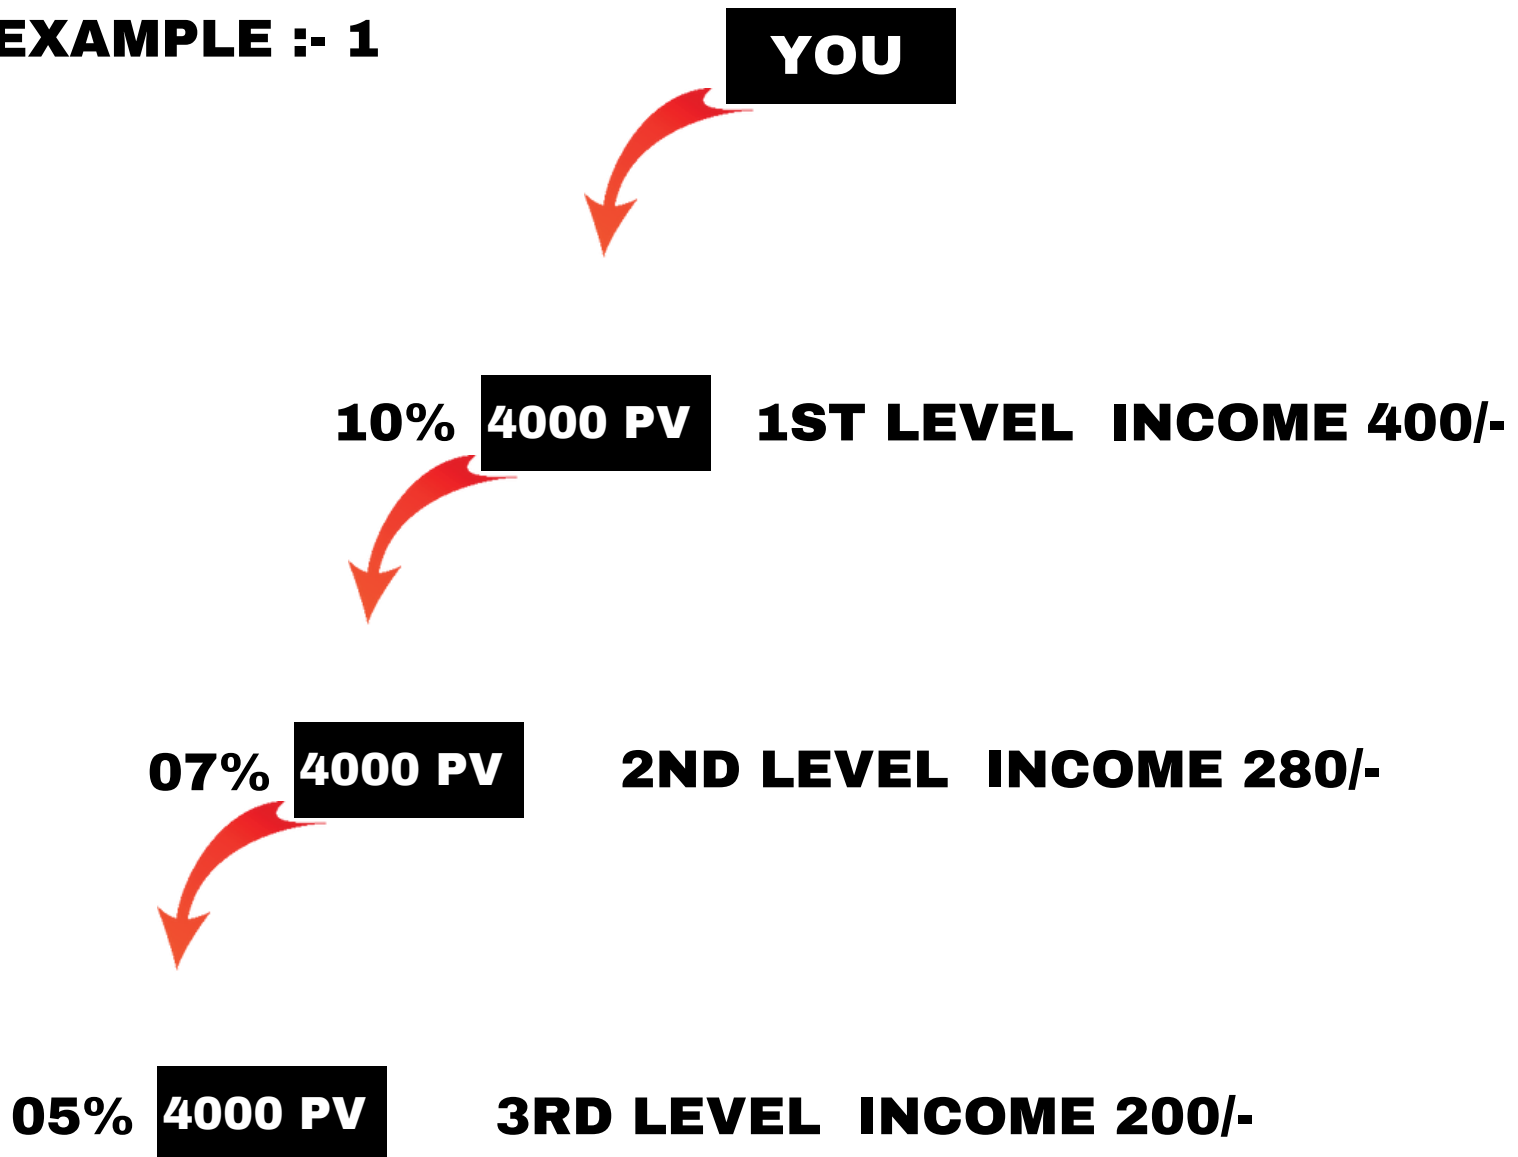 EXAMPLE :- 1
YOU
10% 4000 PV 1ST LEVEL INCOME 400/-
07% 4000 PV 2ND LEVEL INCOME 280/-
05% 4000 PV 3RD LEVEL INCOME 200/-